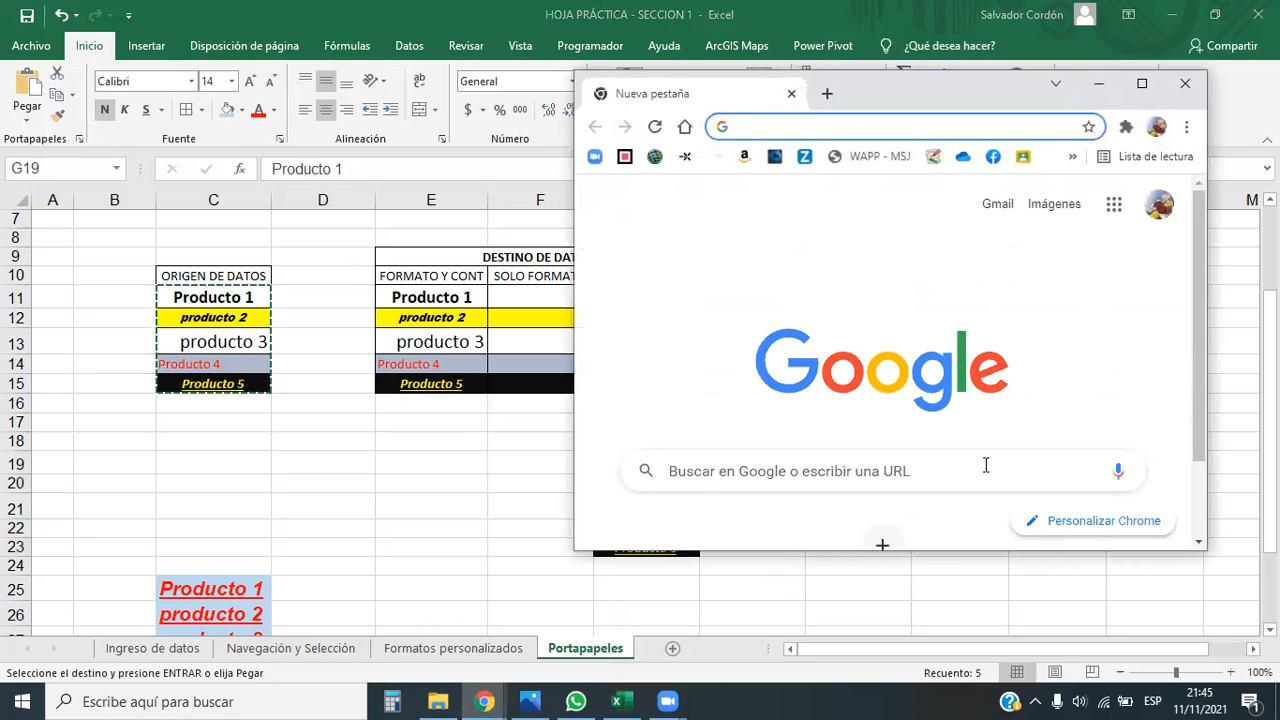 HOJA PRÁCTICA - SECCION 1 - Excel
Salvador Cordón
Archivo Inicio Insertar Disposición de página Fórmulas Datos Revisar Vista Programador Ayuda ArcGIS Maps Power Pivot ¿Qué desea hacer? Compartir
Pegar
Calibri 14
General
N K S
$ % 000
Portapapeles Fuente Alineación Número
G19 fx Producto 1
Nueva pestaña
WAPP - MSJ
Lista de lectura
Gmail Imágenes
Google
Buscar en Google o escribir una URL
Personalizar Chrome
A B C D E F M
7
8
9 DESTINO DE DAT
10 ORIGEN DE DATOS FORMATO Y CONT SOLO FORMAT
11 Producto 1 Producto 1
12 producto 2 producto 2
13 producto 3 producto 3
14 Producto 4 Producto 4
15 Producto 5 Producto 5
16
17
18
19
20
21
22
23
24
25 Producto 1
26 producto 2
Ingreso de datos Navegación y Selección Formatos personalizados Portapapeles
Seleccione el destino y presione ENTRAR o elija Pegar
Recuento: 5
100%
Escribe aquí para buscar
ESP
21:45
11/11/2021